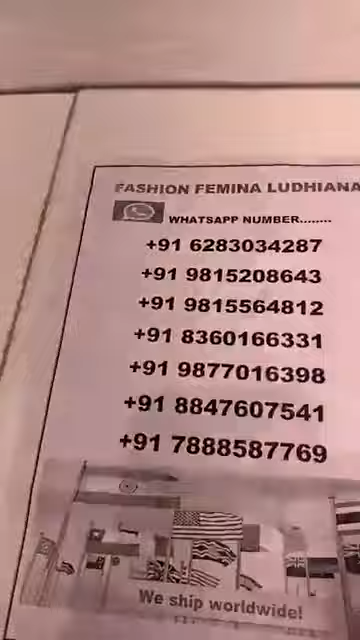 FASHION FEMINA LUDHIANA
WHATSAPP NUMBER........
+91 6283034287
+91 9815208643
+91 9815564812
+91 8360166331
+91 9877016398
+91 8847607541
+91 7888587769
We ship worldwide!